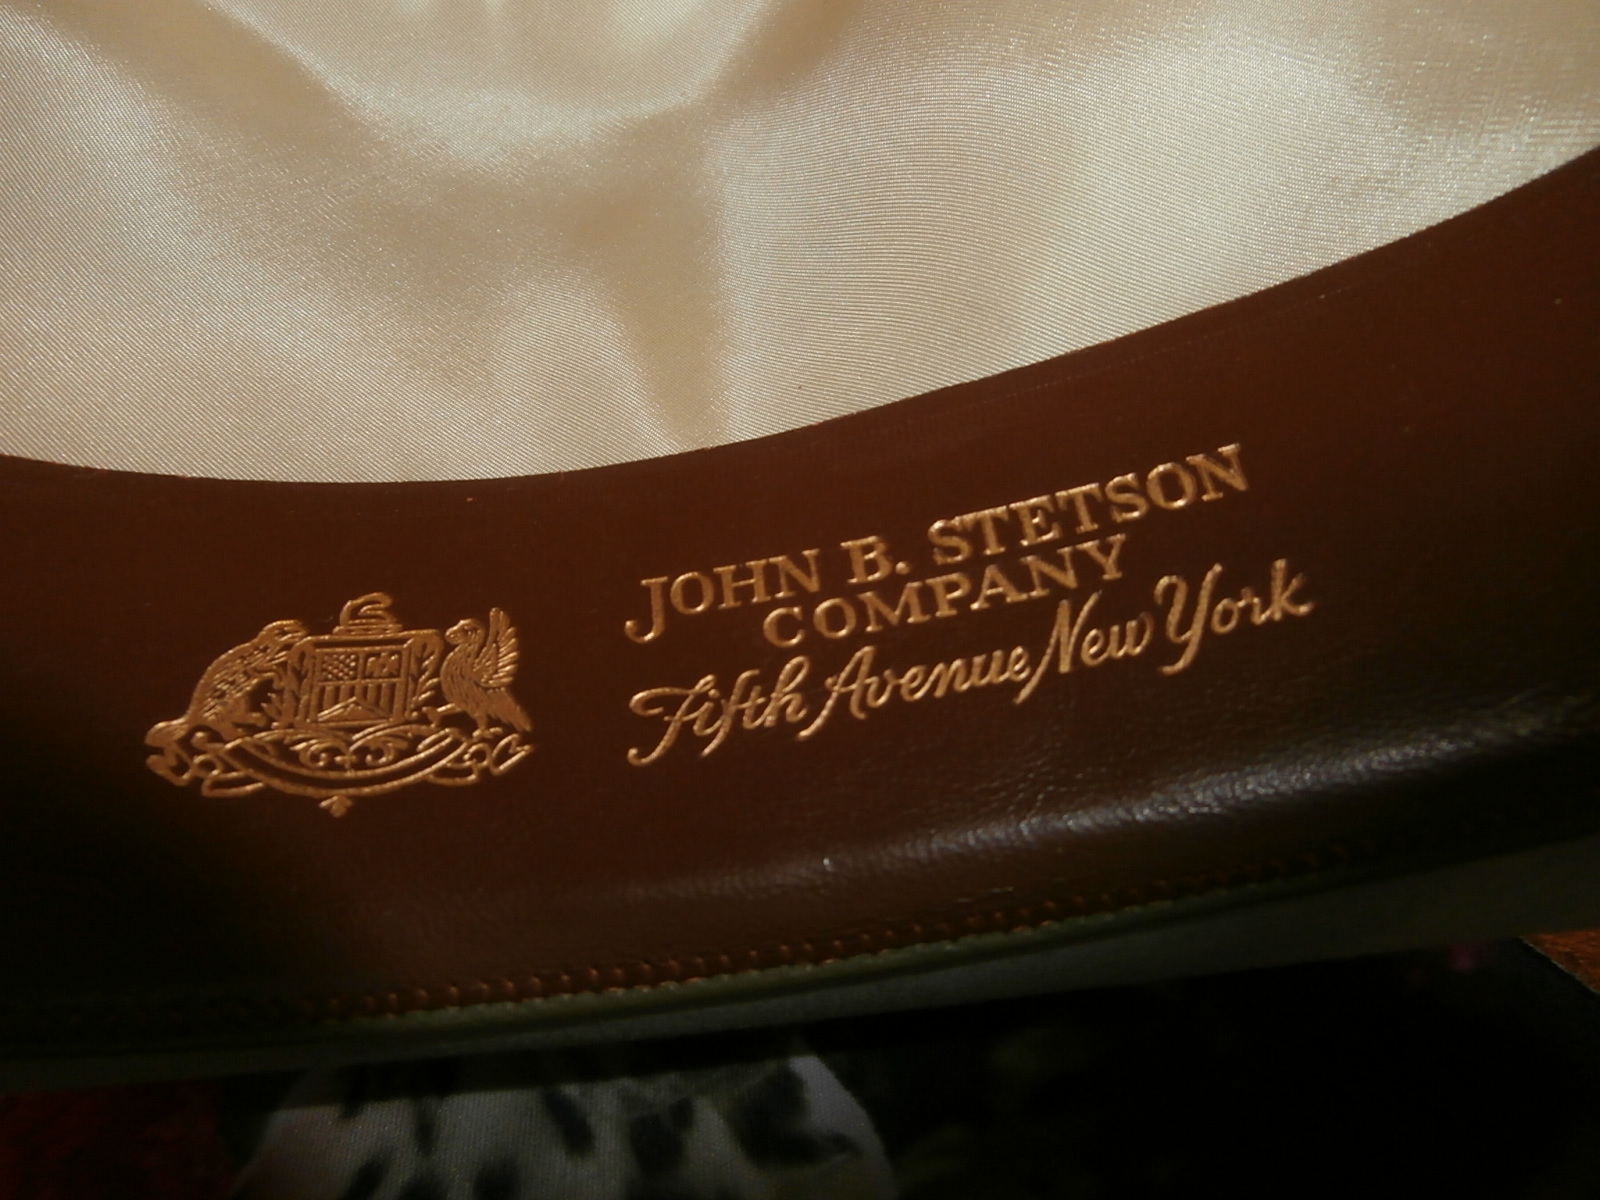 JOHN B. STETSON
COMPANY
Fifth Avenue New York